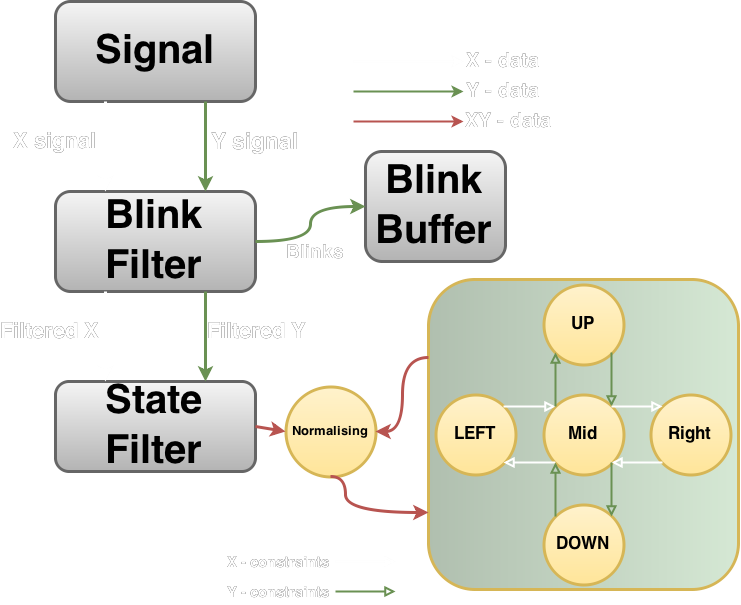 Signal
X - data
Y - data
XY - data
X signal
Y signal
Blink
Filter
Blink
Buffer
Blinks
Filtered X
Filtered Y
State
Filter
Normalising
UP
LEFT
Mid
Right
DOWN
X - constraints
Y - constraints